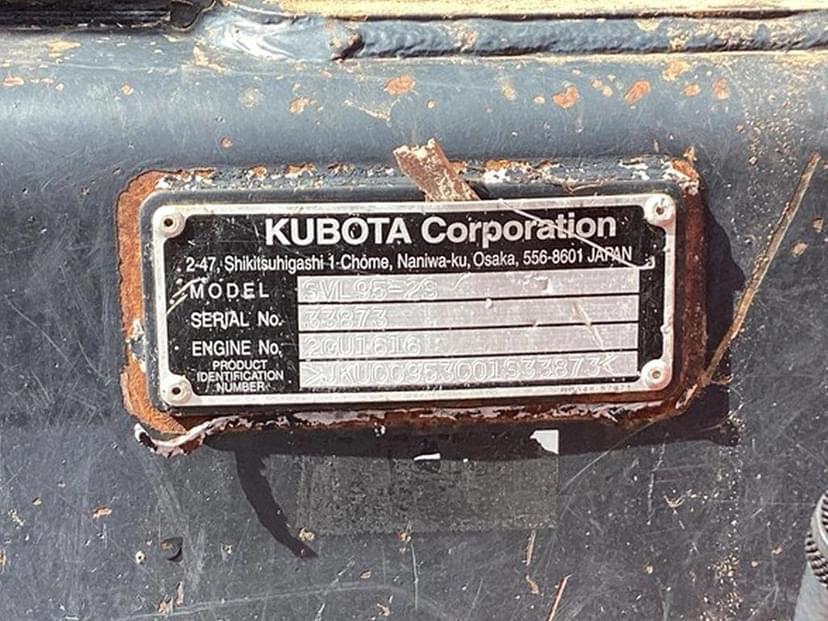 KUBOTA Corporation
2-47, Shikitsuhigashi 1-Chome, Naniwa-ku, Osaka, 556-8601 JAPAN
MODEL SVL95-2S
SERIAL No. 33873
ENGINE No. 2GU1616
PRODUCT IDENTIFICATION NUMBER >JKUC0953C01S33873<